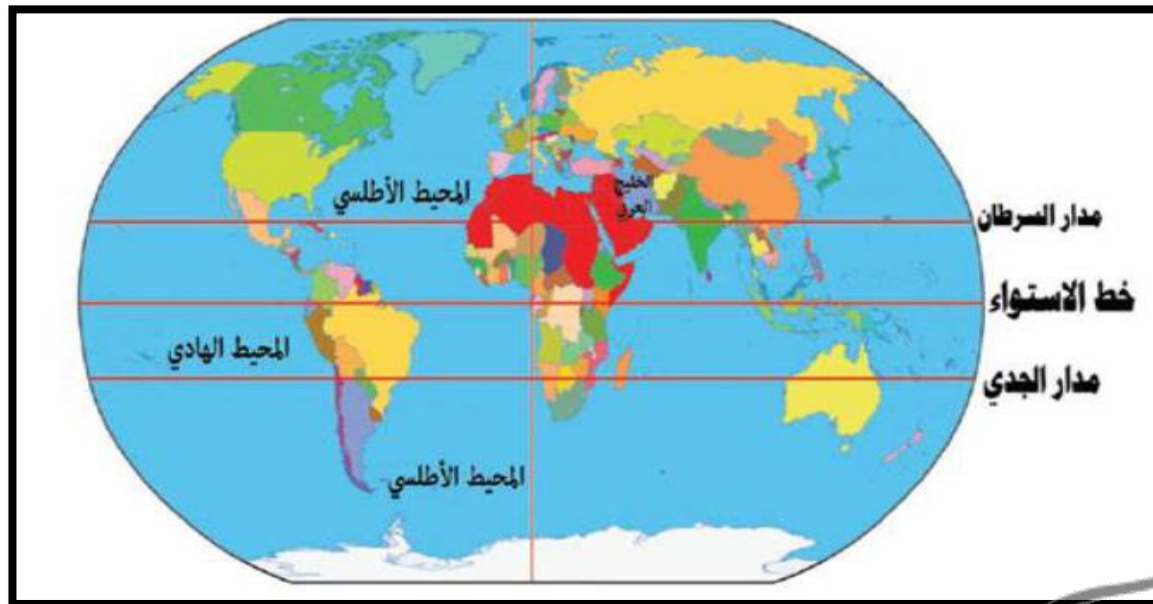 المحيط الأطلسي
الخليج
العربي
مدار السرطان
خط الاستواء
المحيط الهادي
مدار الجدي
المحيط الأطلسي